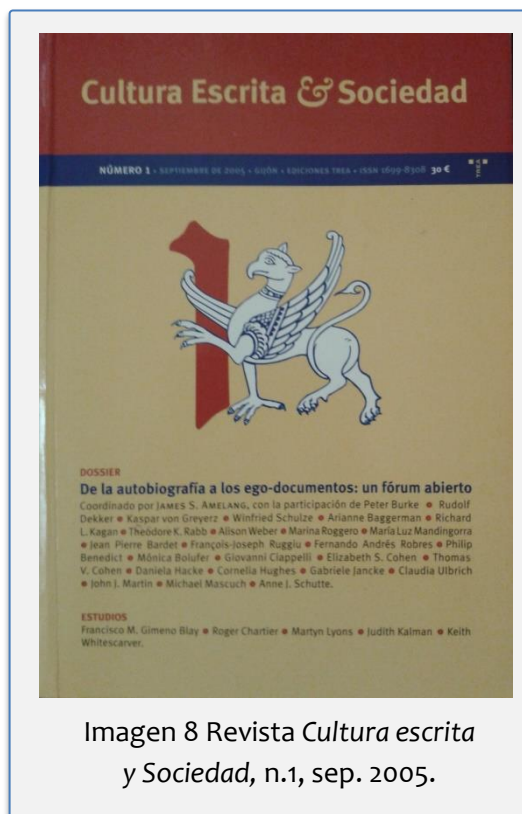 Cultura Escrita & Sociedad
NÚMERO 1 • SEPTIEMBRE DE 2005 • GIJÓN • EDICIONES TREA • ISSN 1699-8308 30 €
TREA
1
DOSSIER
De la autobiografía a los ego-documentos: un fórum abierto
Coordinado por JAMES S. AMELANG, con la participación de Peter Burke • Rudolf
Dekker • Kaspar von Greyerz • Winfried Schulze • Arianne Baggerman • Richard
L. Kagan • Theodore K. Rabb • Alison Weber • Marina Roggero • María Luz Mandingorra
• Jean Pierre Bardet • François-Joseph Ruggiu • Fernando Andrés Robres • Philip
Benedict • Mónica Bolufer • Giovanni Ciappelli • Elizabeth S. Cohen • Thomas
V. Cohen • Daniela Hacke • Cornelia Hughes • Gabriele Jancke • Claudia Ulbrich
• John J. Martin • Michael Mascuch • Anne J. Schutte.
ESTUDIOS
Francisco M. Gimeno Blay • Roger Chartier • Martyn Lyons • Judith Kalman • Keith
Whitescarver.
Imagen 8 Revista Cultura escrita
y Sociedad, n.1, sep. 2005.